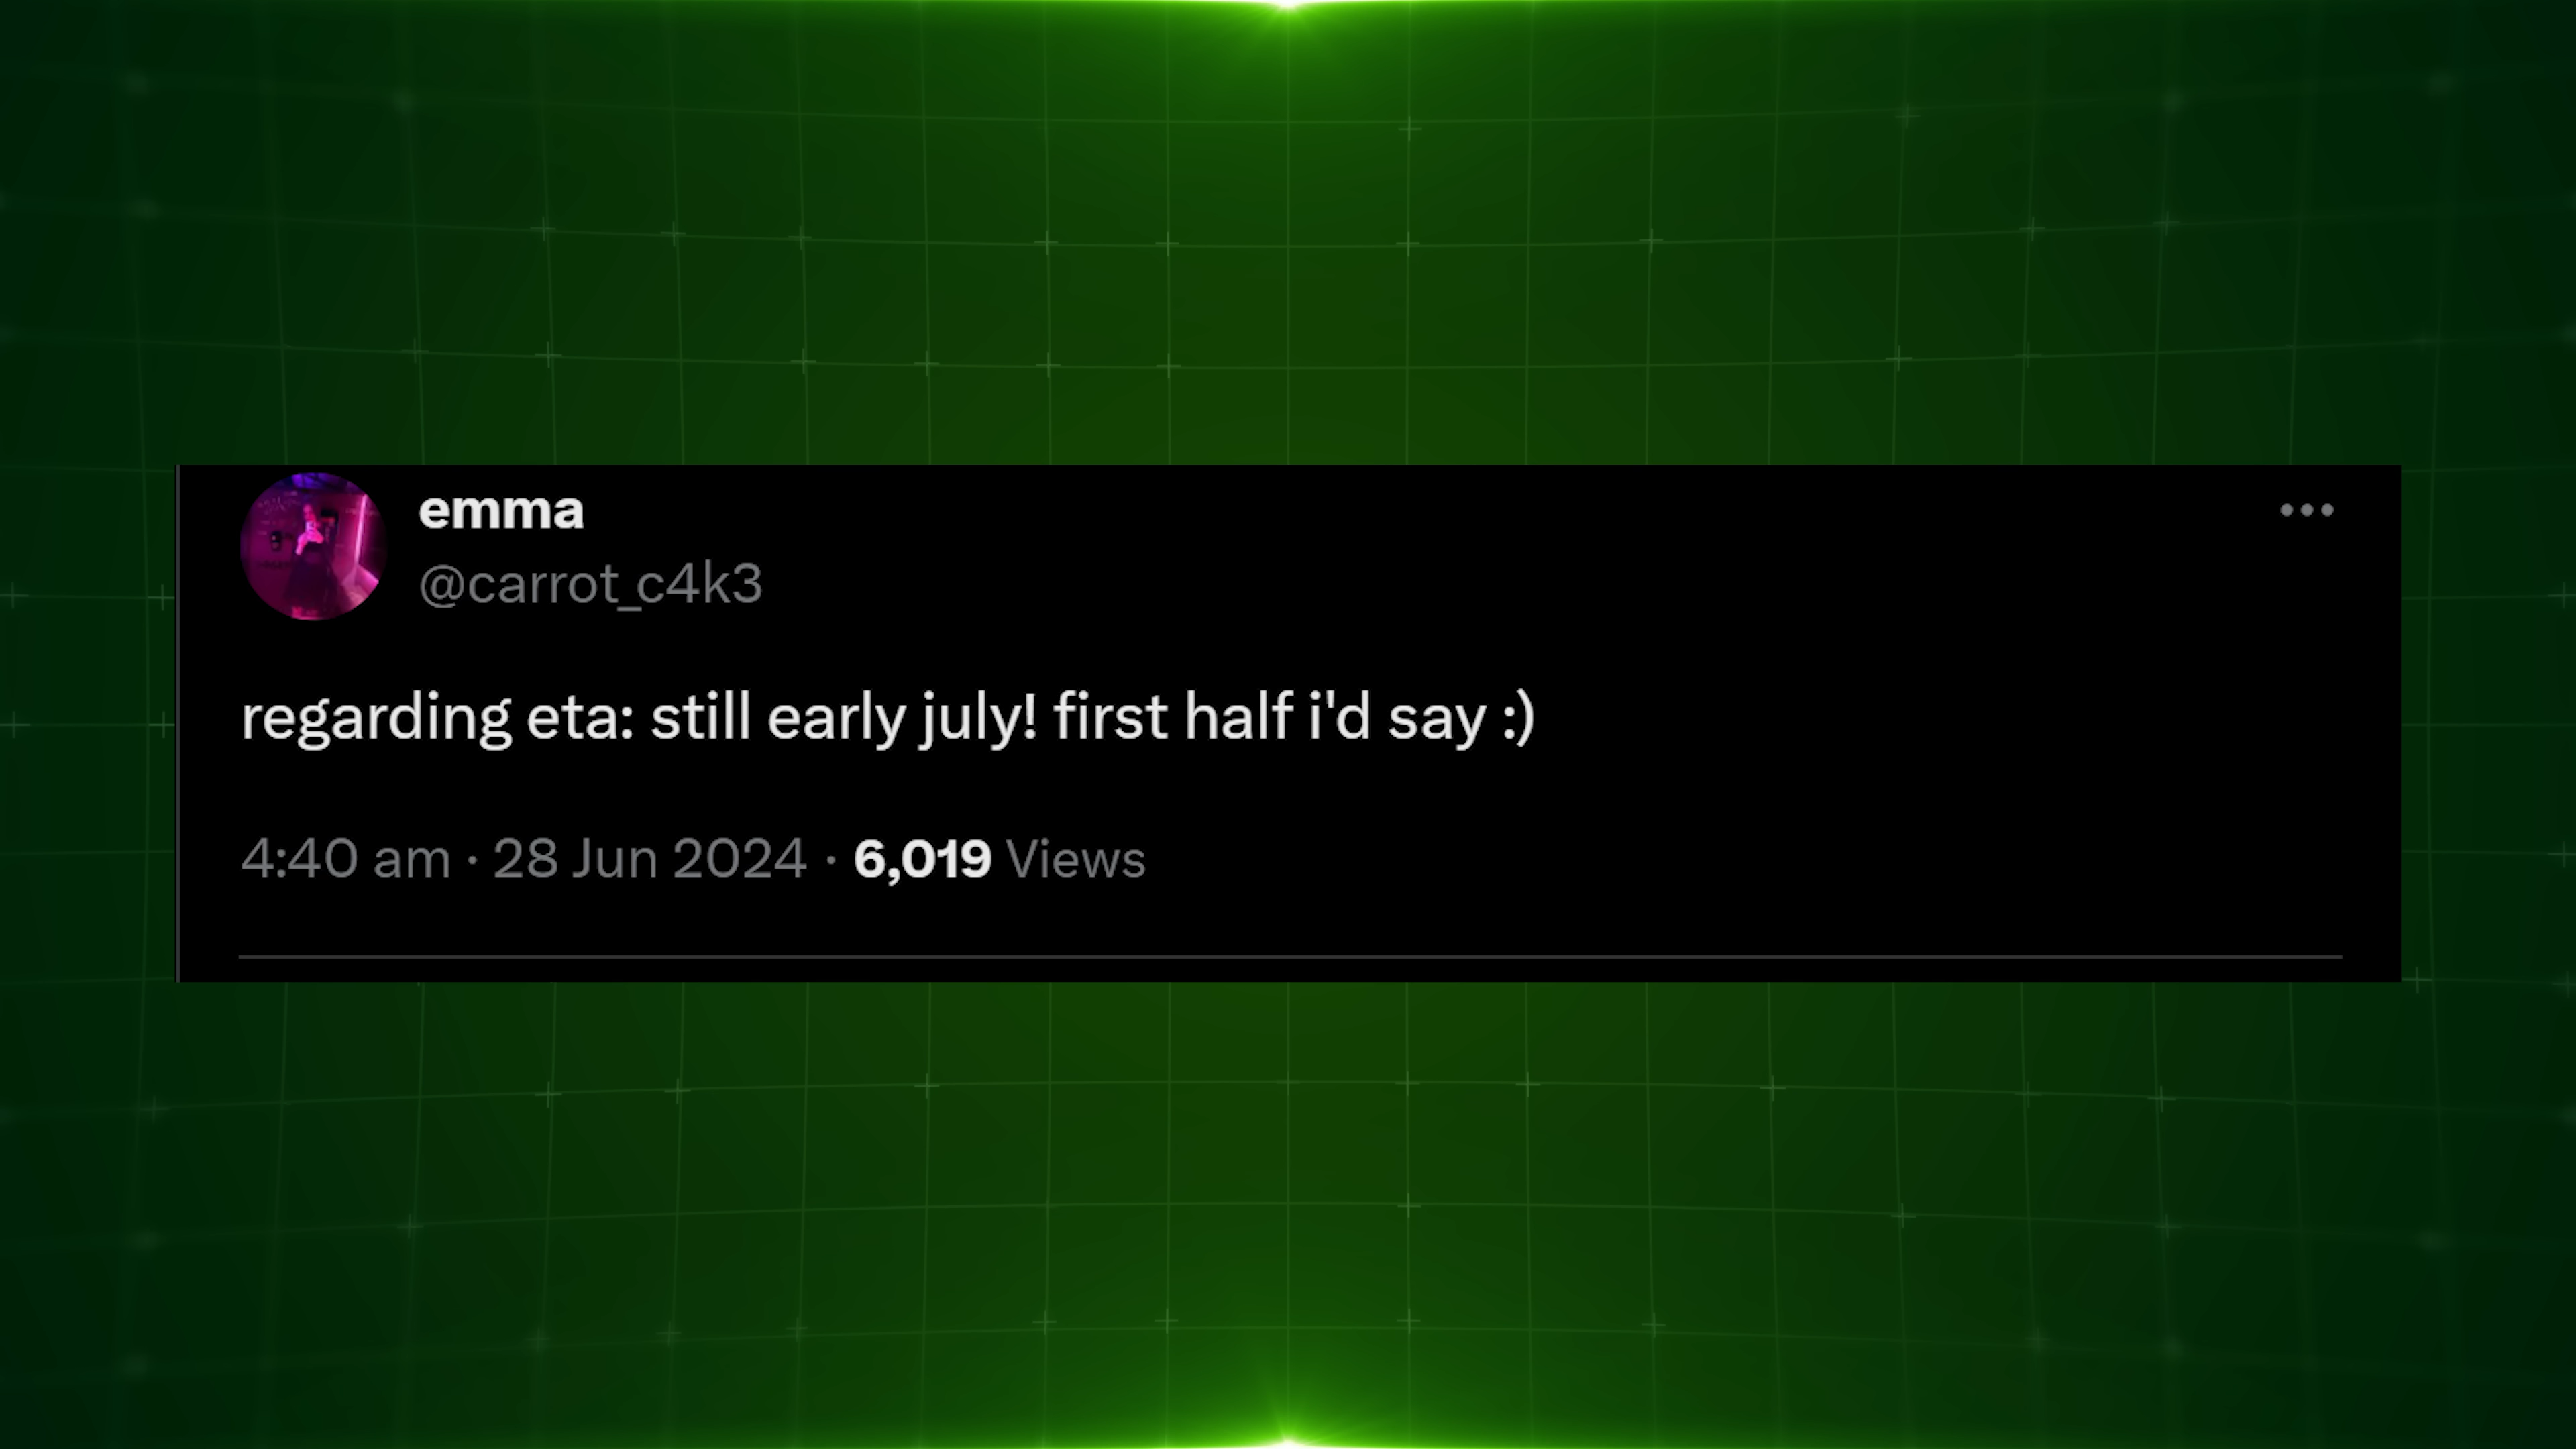 emma
@carrot_c4k3
regarding eta: still early july! first half i'd say :)
4:40 am · 28 Jun 2024 · 6,019 Views